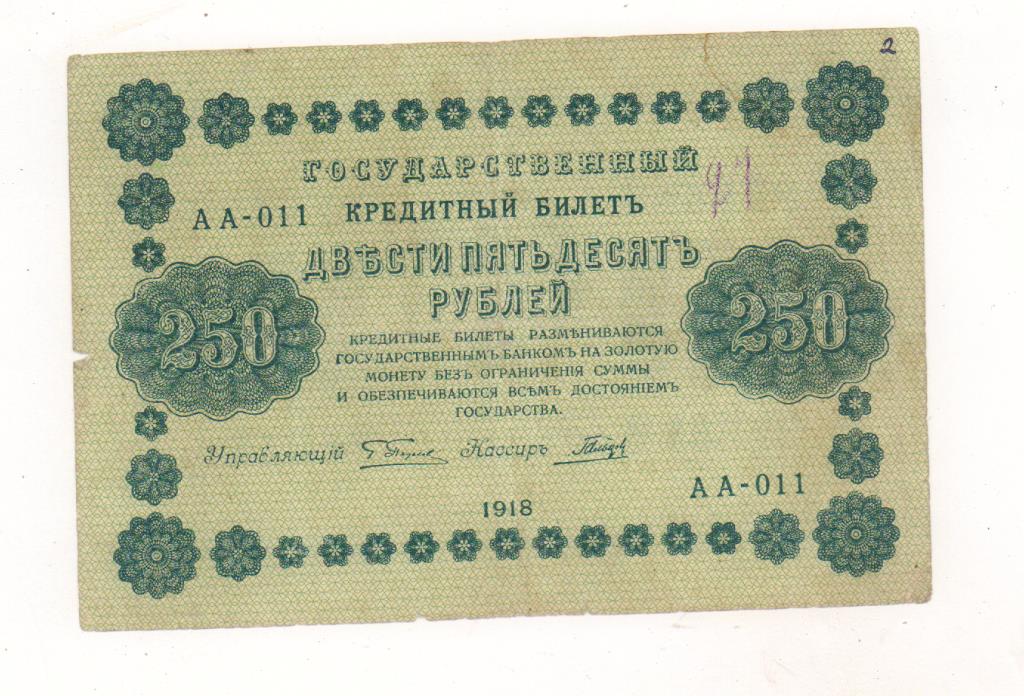 2
ГОСУДАРСТВЕННЫЙ
АА-011 КРЕДИТНЫЙ БИЛЕТЪ
ДВѢСТИ ПЯТЬДЕСЯТЪ
РУБЛЕЙ
250 250
КРЕДИТНЫЕ БИЛЕТЫ РАЗМѢНИВАЮТСЯ
ГОСУДАРСТВЕННЫМЪ БАНКОМЪ НА ЗОЛОТУЮ
МОНЕТУ БЕЗЪ ОГРАНИЧЕНІЯ СУММЫ
И ОБЕЗПЕЧИВАЮТСЯ ВСѢМЪ ДОСТОЯНІЕМЪ
ГОСУДАРСТВА.
Управляющій Кассиръ
АА-011
1918